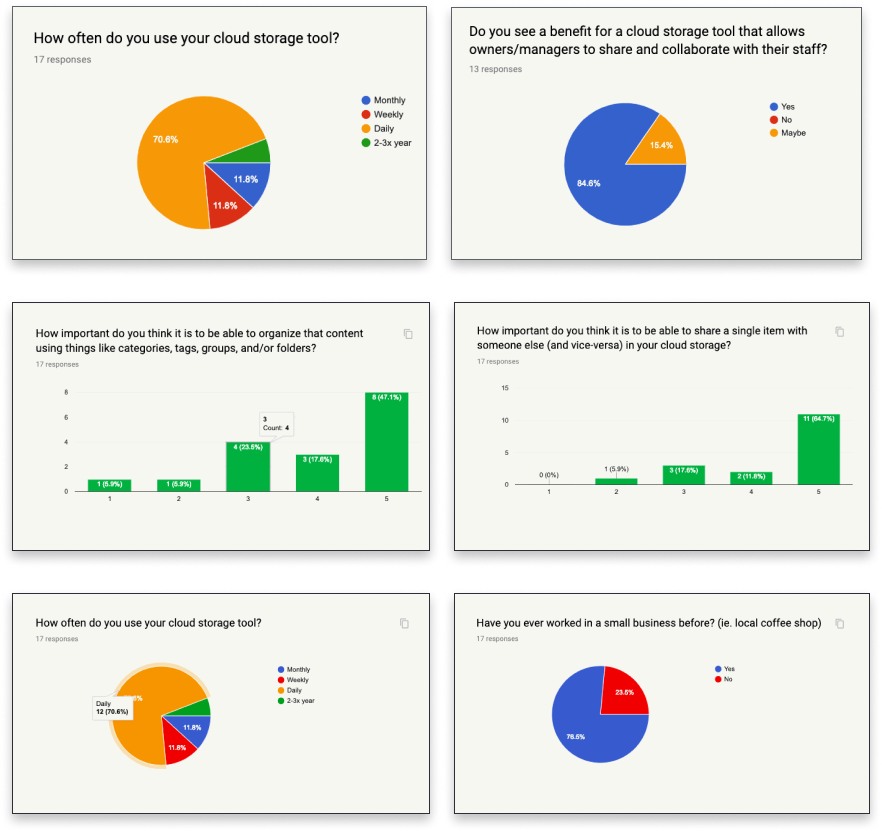 How often do you use your cloud storage tool?
17 responses
Monthly
Weekly
Daily
2-3x year
70.6%
11.8%
11.8%
Do you see a benefit for a cloud storage tool that allows
owners/managers to share and collaborate with their staff?
13 responses
Yes
No
Maybe
15.4%
84.6%
How important do you think it is to be able to organize that content
using things like categories, tags, groups, and/or folders?
17 responses
8
6
4
2
0
3
Count: 4
1 (5.9%)
1 (5.9%)
4 (23.5%)
3 (17.6%)
8 (47.1%)
1
2
3
4
5
How important do you think it is to be able to share a single item with
someone else (and vice-versa) in your cloud storage?
17 responses
15
10
5
0
0 (0%)
1 (5.9%)
3 (17.6%)
2 (11.8%)
11 (64.7%)
1
2
3
4
5
How often do you use your cloud storage tool?
17 responses
Monthly
Weekly
Daily
2-3x year
Daily
12 (70.6%)
11.8%
11.8%
Have you ever worked in a small business before? (ie. local coffee shop)
17 responses
Yes
No
23.5%
76.5%